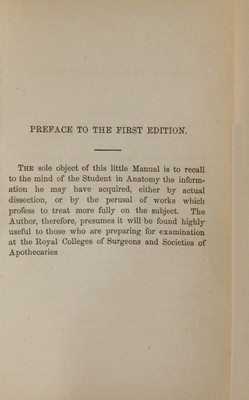 PREFACE TO THE FIRST EDITION.
The sole object of this little Manual is to recall
to the mind of the Student in Anatomy the inform-
ation he may have acquired, either by actual
dissection, or by the perusal of works which
profess to treat more fully on the subject. The
Author, therefore, presumes it will be found highly
useful to those who are preparing for examination
at the Royal Colleges of Surgeons and Societies of
Apothecaries